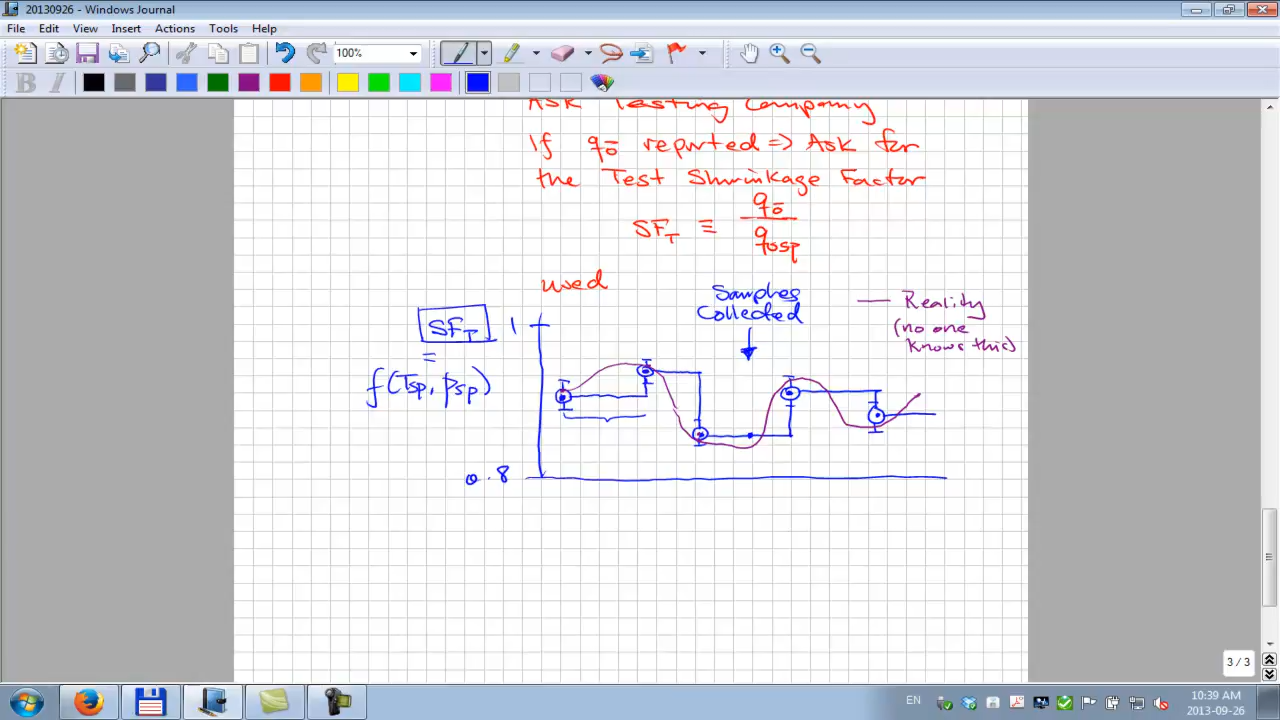 20130926 - Windows Journal
File Edit View Insert Actions Tools Help
100%
Ask Testing Company
If qō reported => Ask for
the Test Shrinkage Factor
SF_T ≡ qō / qosp
used
Samples
Collected
— Reality
(no one
knows this)
SF_T 1
=
f(Tsp, psp)
0.8
3 / 3
EN
10:39 AM
2013-09-26